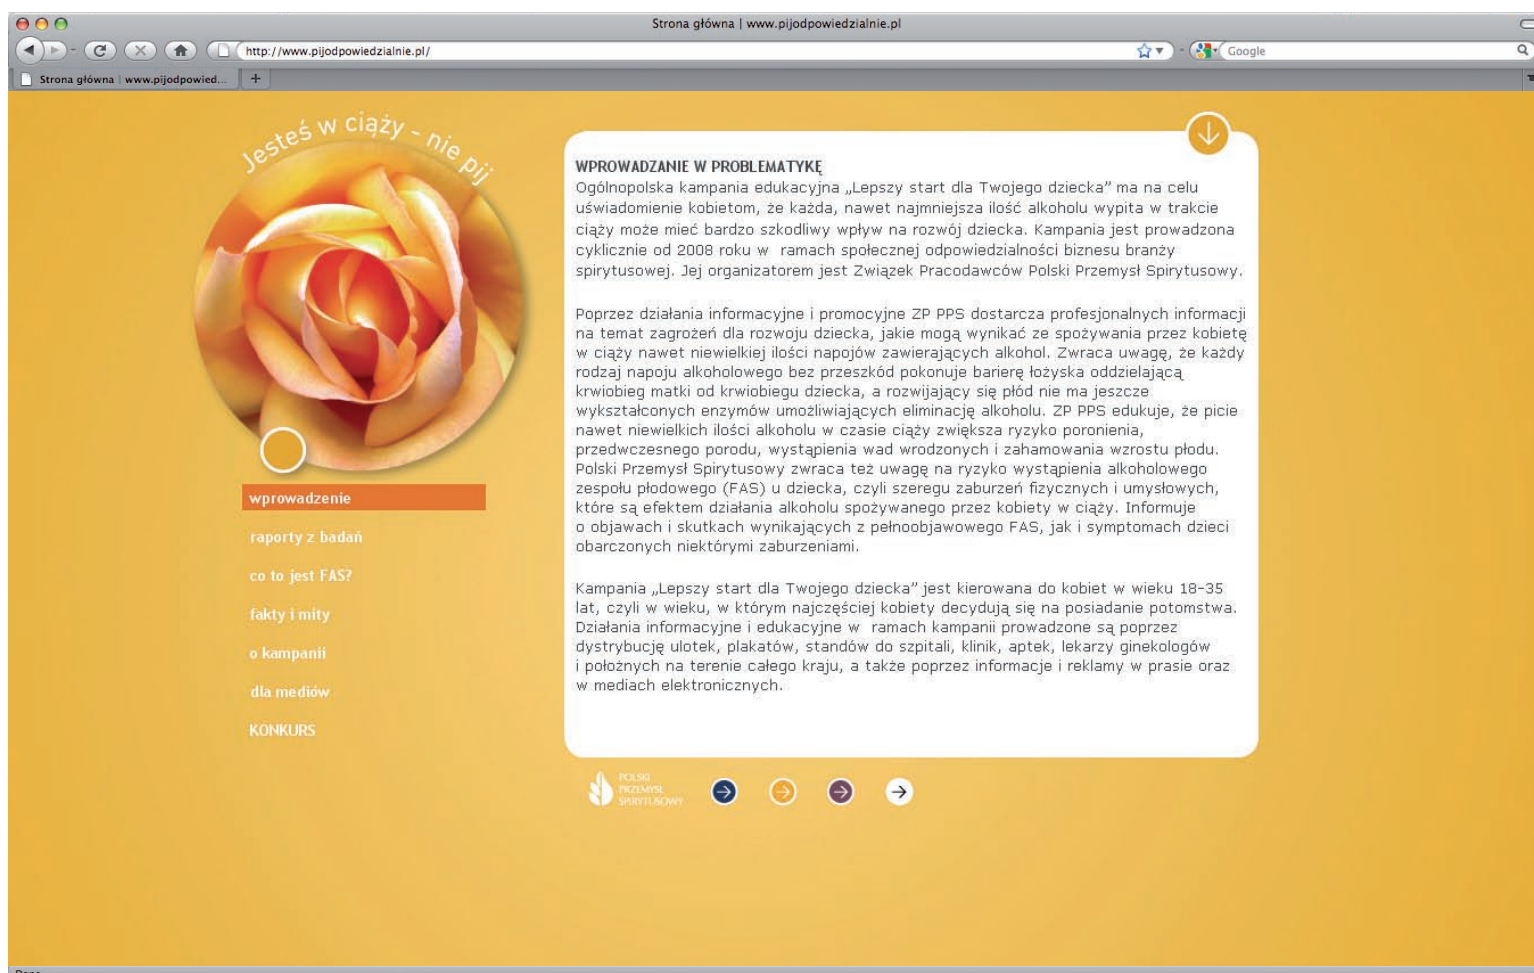 Strona główna | www.pijodpowiedzialnie.pl
http://www.pijodpowiedzialnie.pl/
Google
Strona główna | www.pijodpowied...
+
Jesteś w ciąży - nie pij
wprowadzenie
raporty z badań
co to jest FAS?
fakty i mity
o kampanii
dla mediów
KONKURS
WPROWADZANIE W PROBLEMATYKĘ
Ogólnopolska kampania edukacyjna „Lepszy start dla Twojego dziecka” ma na celu
uświadomienie kobietom, że każda, nawet najmniejsza ilość alkoholu wypita w trakcie
ciąży może mieć bardzo szkodliwy wpływ na rozwój dziecka. Kampania jest prowadzona
cyklicznie od 2008 roku w ramach społecznej odpowiedzialności biznesu branży
spirytusowej. Jej organizatorem jest Związek Pracodawców Polski Przemysł Spirytusowy.
Poprzez działania informacyjne i promocyjne ZP PPS dostarcza profesjonalnych informacji
na temat zagrożeń dla rozwoju dziecka, jakie mogą wynikać ze spożywania przez kobietę
w ciąży nawet niewielkiej ilości napojów zawierających alkohol. Zwraca uwagę, że każdy
rodzaj napoju alkoholowego bez przeszkód pokonuje barierę łożyska oddzielającą
krwiobieg matki od krwiobiegu dziecka, a rozwijający się płód nie ma jeszcze
wykształconych enzymów umożliwiających eliminację alkoholu. ZP PPS edukuje, że picie
nawet niewielkich ilości alkoholu w czasie ciąży zwiększa ryzyko poronienia,
przedwczesnego porodu, wystąpienia wad wrodzonych i zahamowania wzrostu płodu.
Polski Przemysł Spirytusowy zwraca też uwagę na ryzyko wystąpienia alkoholowego
zespołu płodowego (FAS) u dziecka, czyli szeregu zaburzeń fizycznych i umysłowych,
które są efektem działania alkoholu spożywanego przez kobiety w ciąży. Informuje
o objawach i skutkach wynikających z pełnoobjawowego FAS, jak i symptomach dzieci
obarczonych niektórymi zaburzeniami.
Kampania „Lepszy start dla Twojego dziecka” jest kierowana do kobiet w wieku 18-35
lat, czyli w wieku, w którym najczęściej kobiety decydują się na posiadanie potomstwa.
Działania informacyjne i edukacyjne w ramach kampanii prowadzone są poprzez
dystrybucję ulotek, plakatów, standów do szpitali, klinik, aptek, lekarzy ginekologów
i położnych na terenie całego kraju, a także poprzez informacje i reklamy w prasie oraz
w mediach elektronicznych.
POLSKI
PRZEMYSŁ
SPIRYTUSOWY